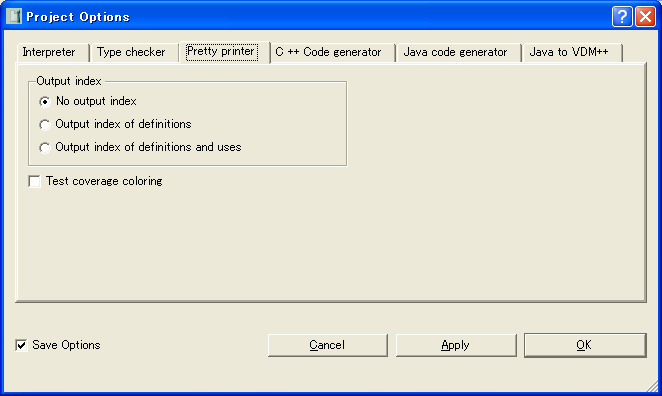 Project Options
Interpreter Type checker Pretty printer C ++ Code generator Java code generator Java to VDM++
Output index
No output index
Output index of definitions
Output index of definitions and uses
Test coverage coloring
Save Options Cancel Apply OK